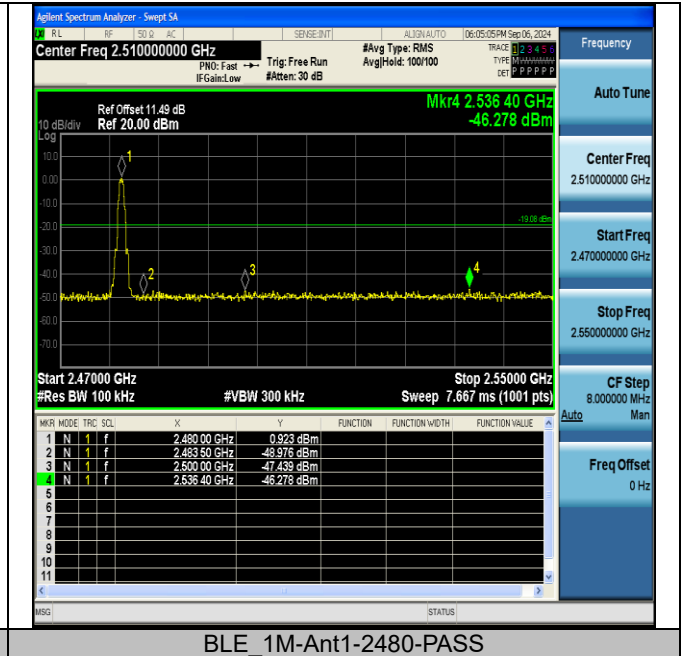 Agilent Spectrum Analyzer - Swept SA
RL RF 50 Ω AC SENSE:INT ALIGN AUTO 06:05:05 PM Sep 06, 2024
Center Freq 2.510000000 GHz #Avg Type: RMS TRACE 1 2 3 4 5 6
PNO: Fast Trig: Free Run Avg|Hold: 100/100 TYPE
IFGain:Low #Atten: 30 dB DET P P P P P P
Frequency
Auto Tune
Center Freq
2.510000000 GHz
Start Freq
2.470000000 GHz
Stop Freq
2.550000000 GHz
CF Step
8.000000 MHz
Auto Man
Freq Offset
0 Hz
Mkr4 2.536 40 GHz
-46.278 dBm
Ref Offset 11.49 dB
10 dB/div Ref 20.00 dBm
Log
10.0
0.00
-10.0
-20.0
-30.0
-40.0
-50.0
-60.0
-70.0
1
2
3
4
-19.08 dBm
Start 2.47000 GHz Stop 2.55000 GHz
#Res BW 100 kHz #VBW 300 kHz Sweep 7.667 ms (1001 pts)
MKR MODE TRC SCL X Y FUNCTION FUNCTION WIDTH FUNCTION VALUE
1 N 1 f 2.480 00 GHz 0.923 dBm
2 N 1 f 2.483 50 GHz -48.976 dBm
3 N 1 f 2.500 00 GHz -47.439 dBm
4 N 1 f 2.536 40 GHz -46.278 dBm
5
6
7
8
9
10
11
MSG STATUS
BLE_1M-Ant1-2480-PASS